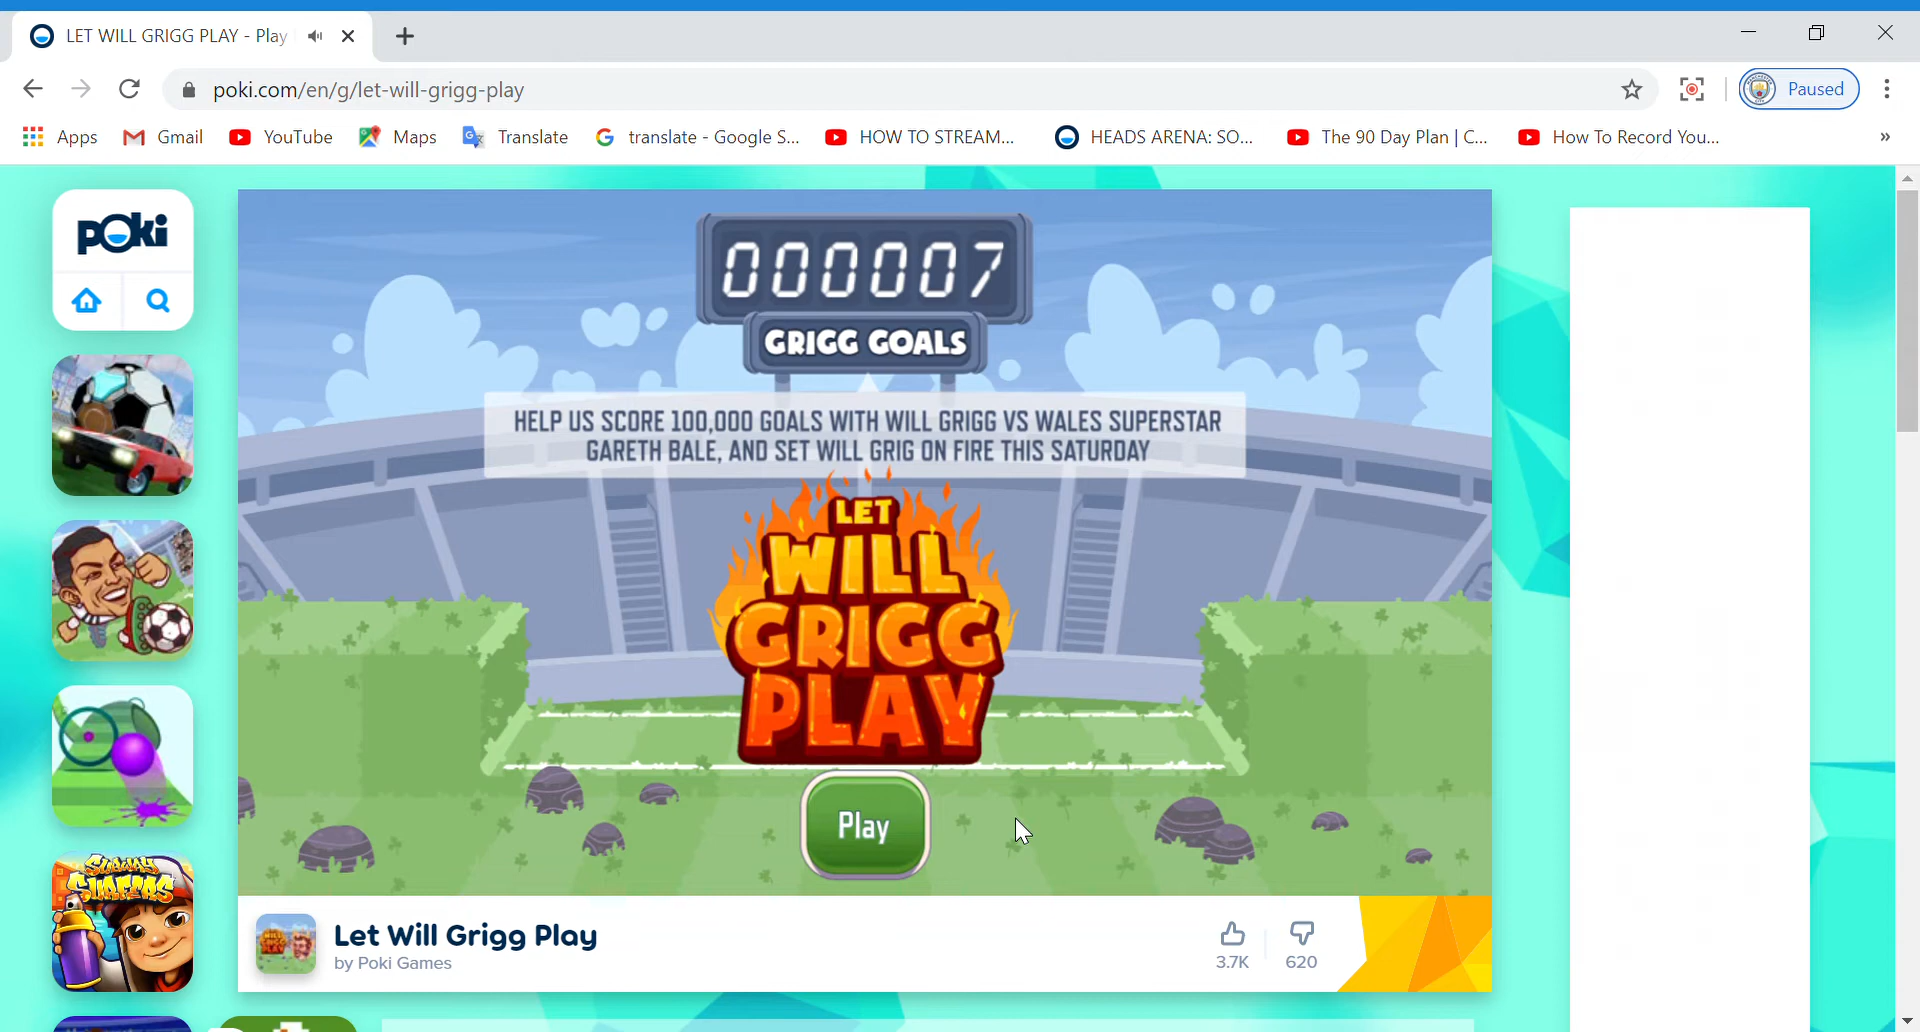 LET WILL GRIGG PLAY - Play
poki.com/en/g/let-will-grigg-play
Paused
Apps
Gmail
YouTube
Maps
Translate
translate - Google S...
HOW TO STREAM...
HEADS ARENA: SO...
The 90 Day Plan | C...
How To Record You...
»
poki
000007
GRIGG GOALS
HELP US SCORE 100,000 GOALS WITH WILL GRIGG VS WALES SUPERSTAR
GARETH BALE, AND SET WILL GRIG ON FIRE THIS SATURDAY
LET
WILL
GRIGG
PLAY
Play
SUBWAY
SURFERS
Let Will Grigg Play
by Poki Games
3.7K
620